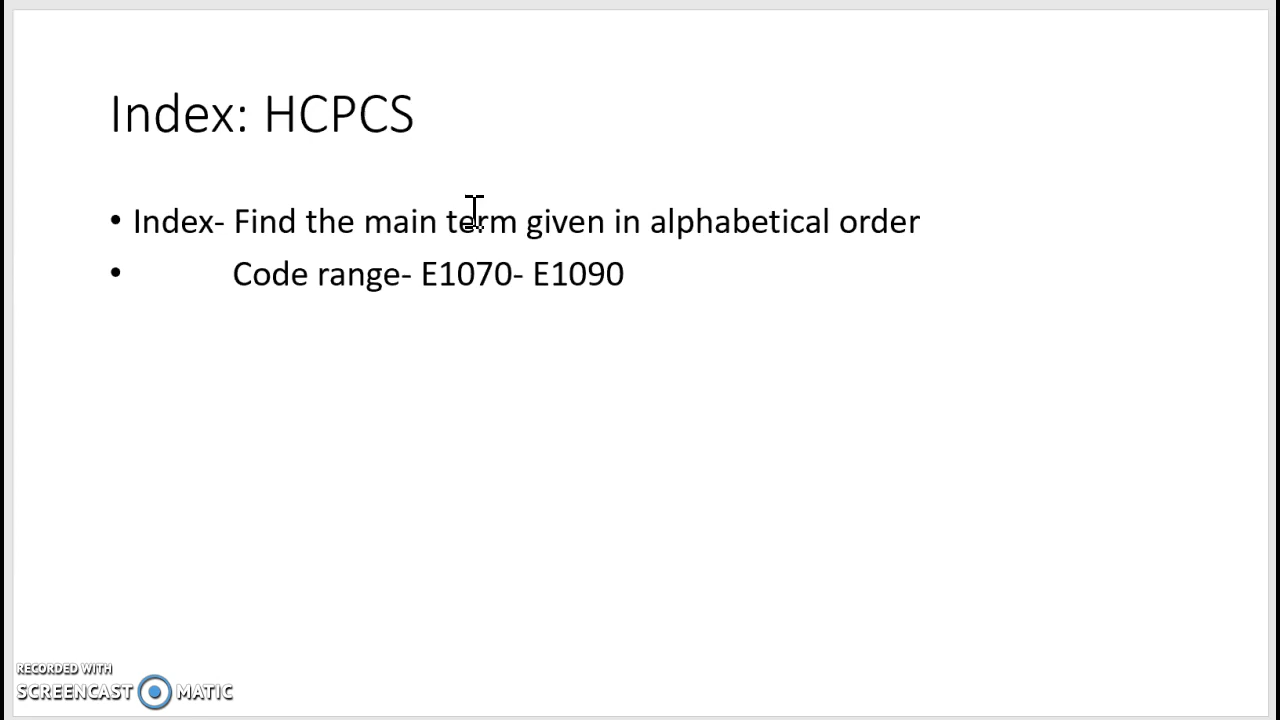 Index: HCPCS
• Index- Find the main term given in alphabetical order
• Code range- E1070- E1090
RECORDED WITH
SCREENCAST MATIC